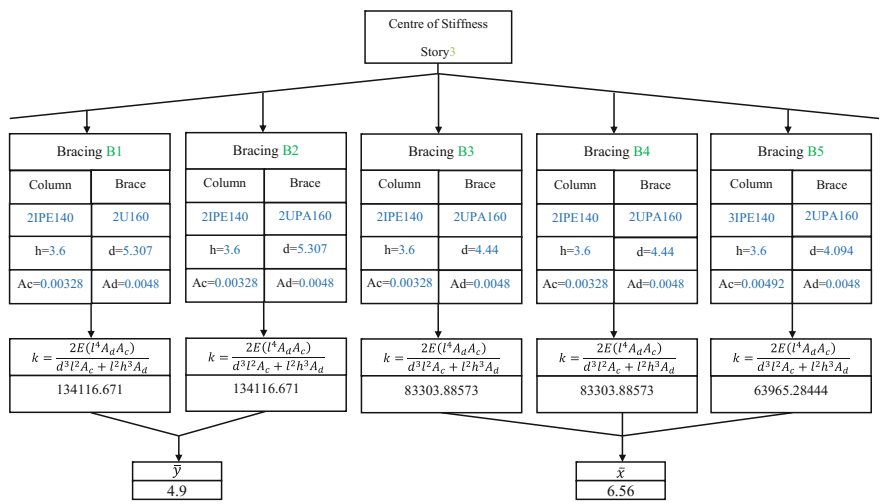 Centre of Stiffness
Story3
Bracing B1
Column Brace
2IPE140 2U160
h=3.6 d=5.307
Ac=0.00328 Ad=0.0048
k = 2E(l⁴A_dA_c) / d³l²A_c + l²h³A_d
134116.671
Bracing B2
Column Brace
2IPE140 2UPA160
h=3.6 d=5.307
Ac=0.00328 Ad=0.0048
k = 2E(l⁴A_dA_c) / d³l²A_c + l²h³A_d
134116.671
Bracing B3
Column Brace
2IPE140 2UPA160
h=3.6 d=4.44
Ac=0.00328 Ad=0.0048
k = 2E(l⁴A_dA_c) / d³l²A_c + l²h³A_d
83303.88573
Bracing B4
Column Brace
2IPE140 2UPA160
h=3.6 d=4.44
Ac=0.00328 Ad=0.0048
k = 2E(l⁴A_dA_c) / d³l²A_c + l²h³A_d
83303.88573
Bracing B5
Column Brace
3IPE140 2UPA160
h=3.6 d=4.094
Ac=0.00492 Ad=0.0048
k = 2E(l⁴A_dA_c) / d³l²A_c + l²h³A_d
63965.28444
ȳ
4.9
x̄
6.56